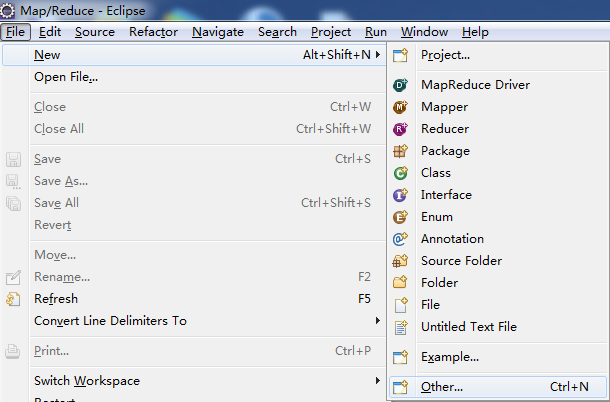 Map/Reduce - Eclipse
File Edit Source Refactor Navigate Search Project Run Window Help
New Alt+Shift+N
Open File...
Close Ctrl+W
Close All Ctrl+Shift+W
Save Ctrl+S
Save As...
Save All Ctrl+Shift+S
Revert
Move...
Rename... F2
Refresh F5
Convert Line Delimiters To
Print... Ctrl+P
Switch Workspace
Restart
Project...
MapReduce Driver
Mapper
Reducer
Package
Class
Interface
Enum
Annotation
Source Folder
Folder
File
Untitled Text File
Example...
Other... Ctrl+N